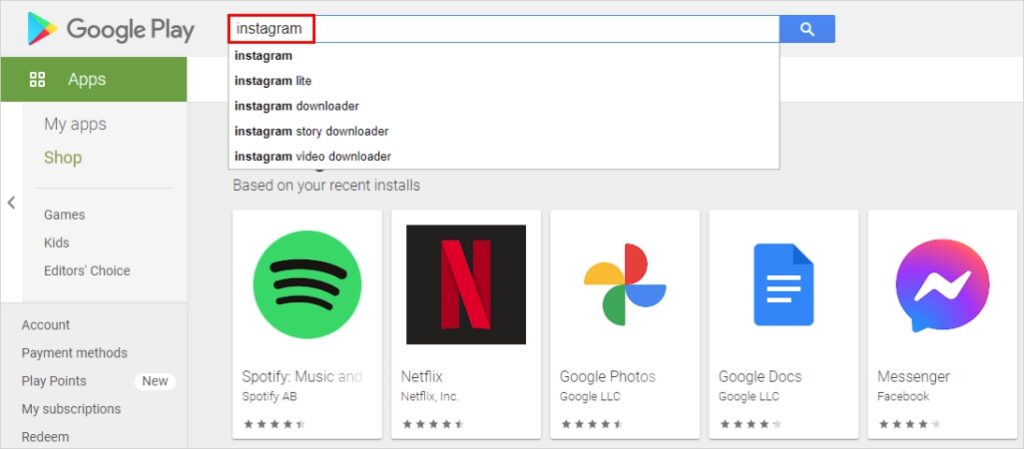 Google Play
instagram
Apps
instagram
instagram lite
instagram downloader
instagram story downloader
instagram video downloader
My apps
Shop
Games
Kids
Editors' Choice
Account
Payment methods
Play Points New
My subscriptions
Redeem
Based on your recent installs
Spotify: Music and
Spotify AB
Netflix
Netflix, Inc.
Google Photos
Google LLC
Google Docs
Google LLC
Messenger
Facebook